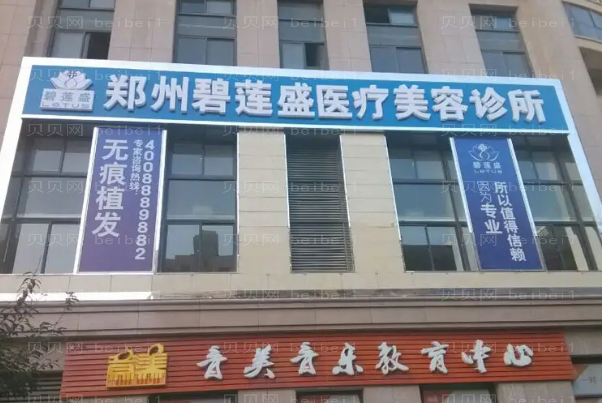 碧莲盛
LOTUS
郑州碧莲盛医疗美容诊所
无痕植发
专家咨询热线:
4008889882
碧莲盛
LOTUS
因为专业
所以值得信赖
音美
音美音乐教育中心
贝贝网 beibei1